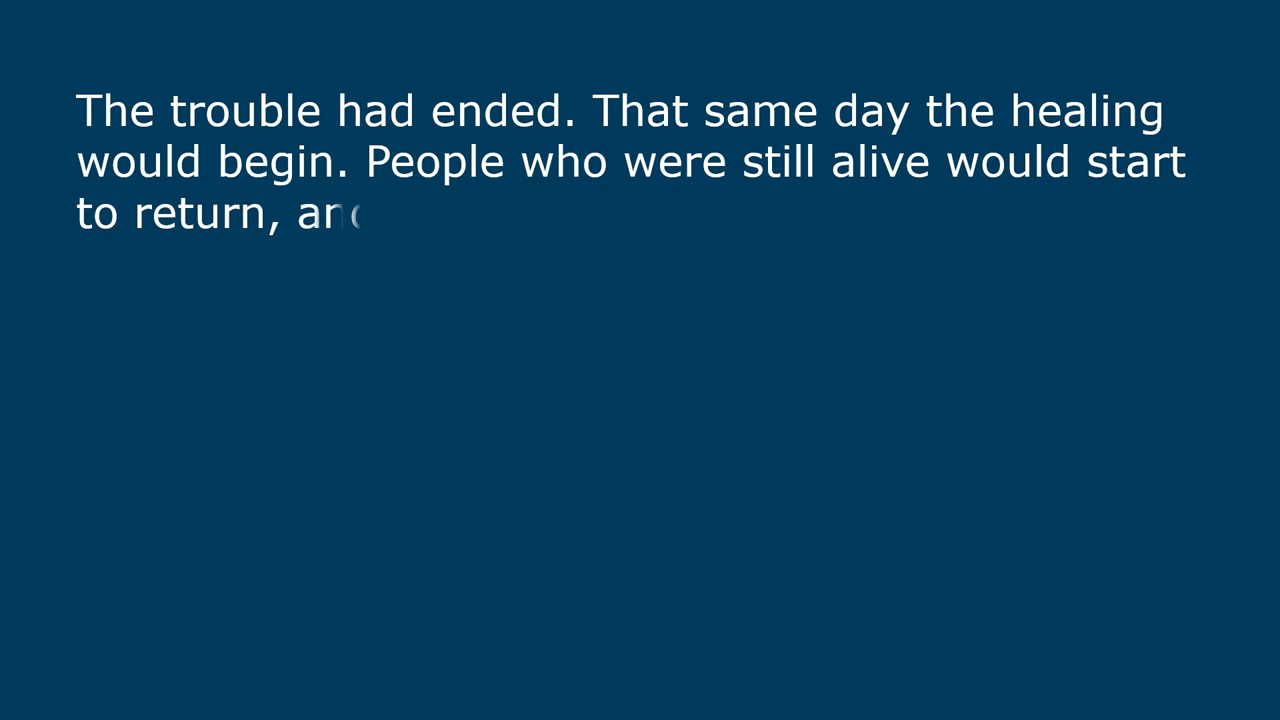 The trouble had ended. That same day the healing
would begin. People who were still alive would start
to return, an